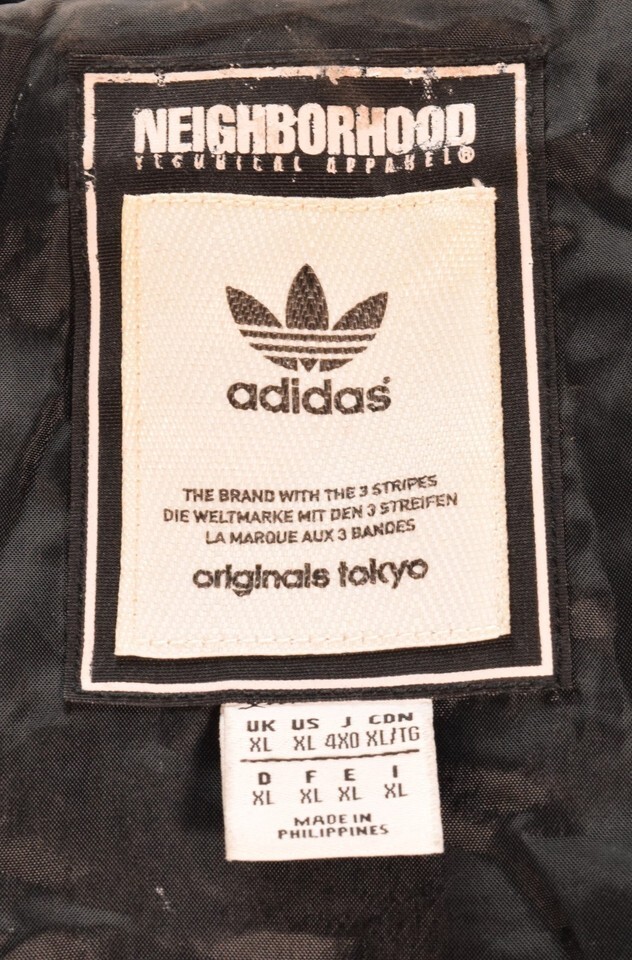 NEIGHBORHOOD
TECHNICAL APPAREL®
adidas®
THE BRAND WITH THE 3 STRIPES
DIE WELTMARKE MIT DEN 3 STREIFEN
LA MARQUE AUX 3 BANDES
originals tokyo
UK US J CDN
XL XL 4XO XL/TG
D F E I
XL XL XL XL
MADE IN
PHILIPPINES